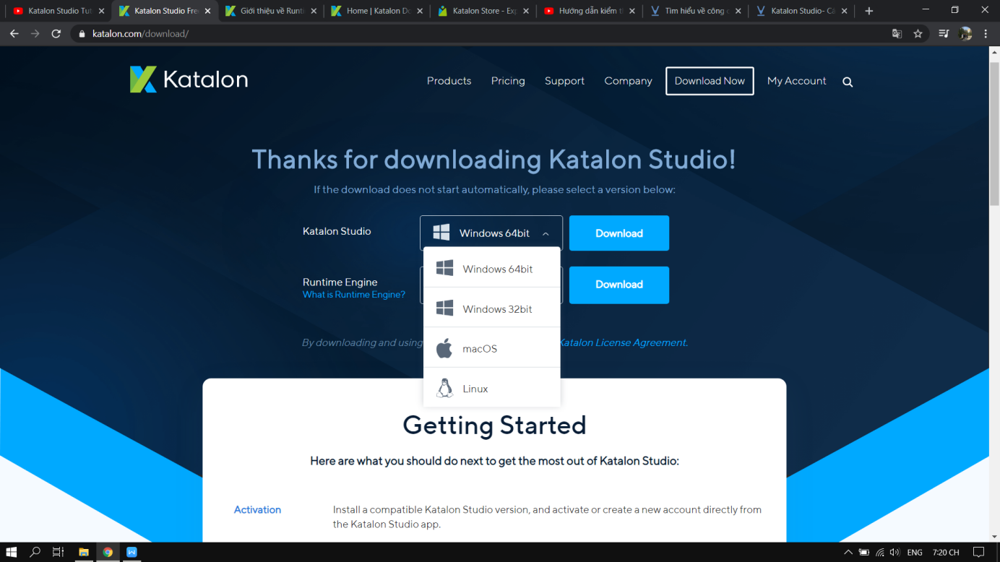 Katalon Studio Tut
Katalon Studio Free
Giới thiệu về Runti
Home | Katalon Do
Katalon Store - Exp
Hướng dẫn kiểm th
Tìm hiểu về công c
Katalon Studio- Cà
katalon.com/download/
Katalon
Products
Pricing
Support
Company
Download Now
My Account
Thanks for downloading Katalon Studio!
If the download does not start automatically, please select a version below:
Katalon Studio
Windows 64bit
Download
Windows 64bit
Runtime Engine
What is Runtime Engine?
Download
Windows 32bit
By downloading and using
Katalon License Agreement.
macOS
Linux
Getting Started
Here are what you should do next to get the most out of Katalon Studio:
Activation
Install a compatible Katalon Studio version, and activate or create a new account directly from
the Katalon Studio app.
ENG
7:20 CH